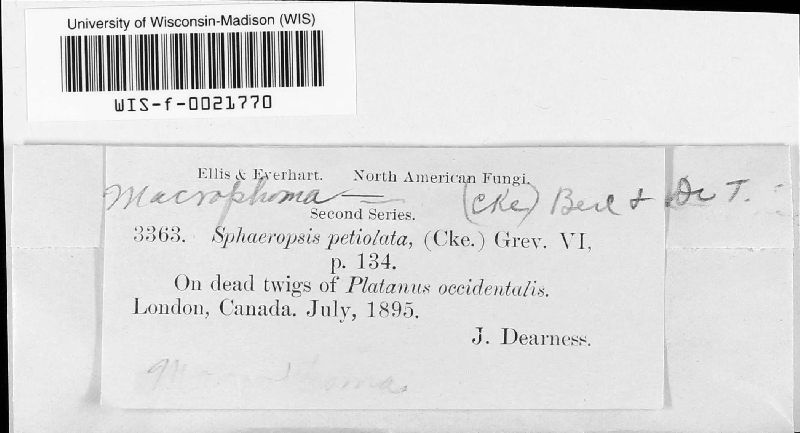 University of Wisconsin-Madison (WIS)
WIS-f-0021770
Ellis & Everhart. North American Fungi.
Macrophoma — (Cke) Berl & De T.
Second Series.
3363. Sphaeropsis petiolata, (Cke.) Grev. VI,
p. 134.
On dead twigs of Platanus occidentalis.
London, Canada. July, 1895.
J. Dearness.
Macrophoma